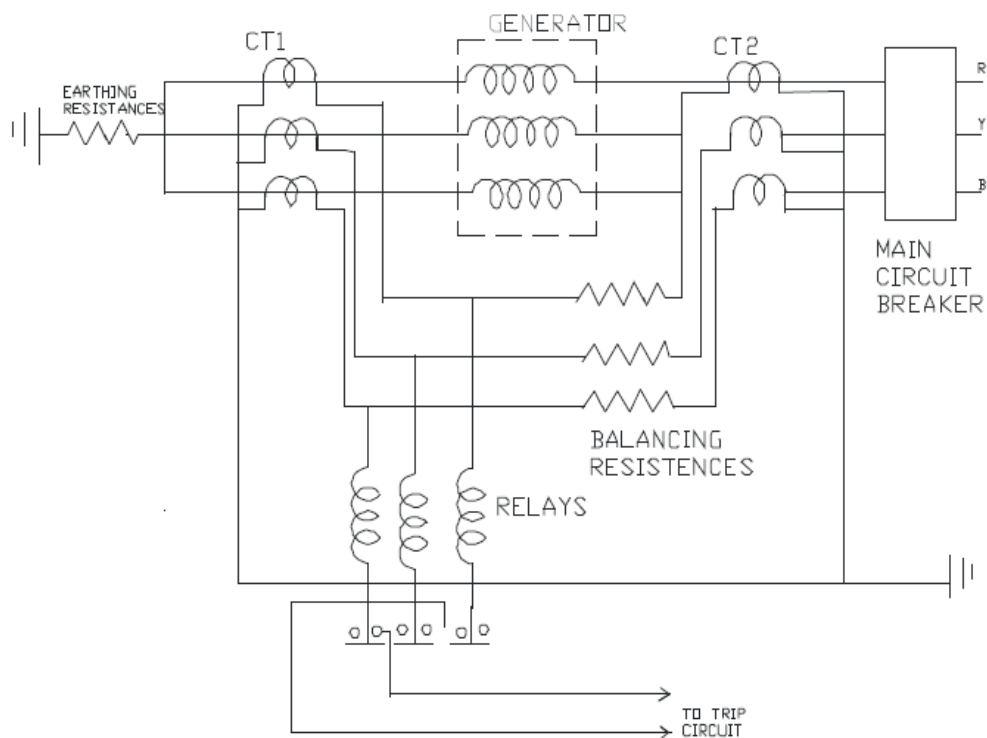 GENERATOR
CT1
CT2
EARTHING
RESISTANCES
R
Y
B
MAIN
CIRCUIT
BREAKER
BALANCING
RESISTENCES
RELAYS
TO TRIP
CIRCUIT